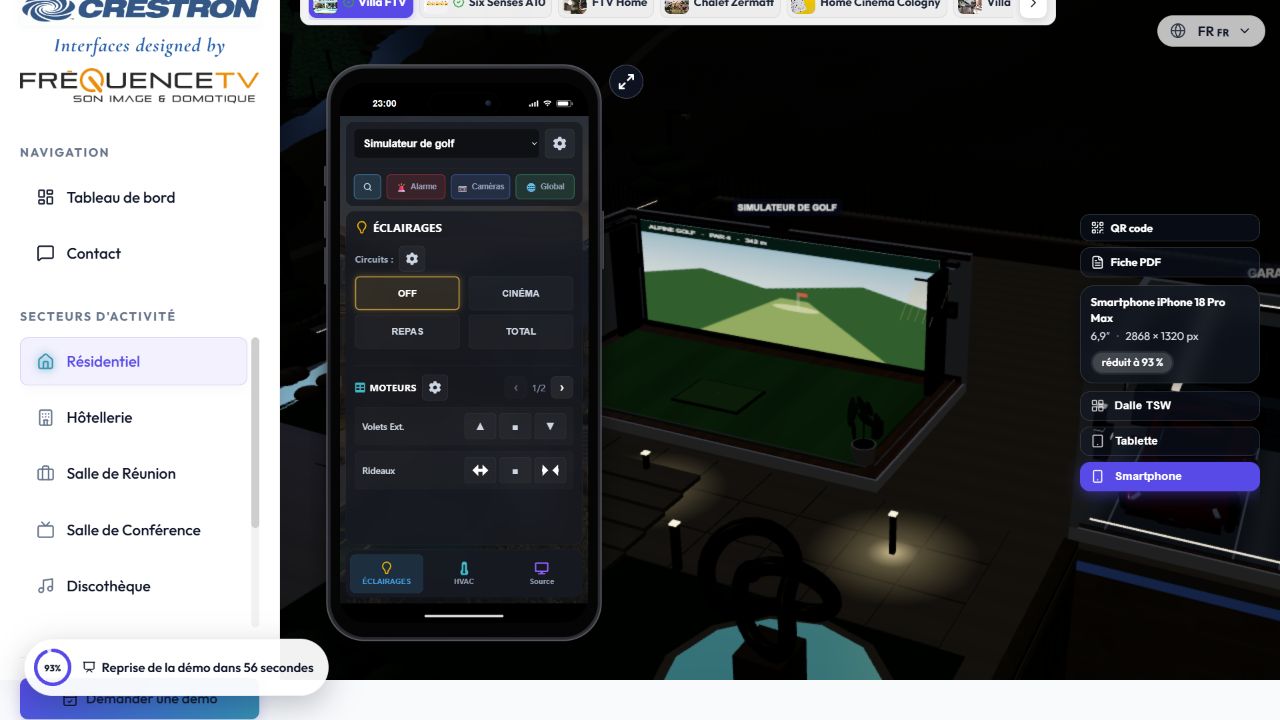 CRESTRON
Interfaces designed by
FRÉQUENCETV
SON IMAGE & DOMOTIQUE
NAVIGATION
Tableau de bord
Contact
SECTEURS D'ACTIVITÉ
Résidentiel
Hôtellerie
Salle de Réunion
Salle de Conférence
Discothèque
93%
Reprise de la démo dans 56 secondes
Demander une démo
Villa FTV
Six Senses A10
FTV Home
Chalet Zermatt
Home Cinema Cologny
Villa
FR FR
23:00
Simulateur de golf
Alarme
Caméras
Global
ÉCLAIRAGES
Circuits :
OFF
CINÉMA
REPAS
TOTAL
MOTEURS
1/2
Volets Ext.
Rideaux
ÉCLAIRAGES
HVAC
Source
SIMULATEUR DE GOLF
ALPINE GOLF - PAR 4 - 342 m
GARA
QR code
Fiche PDF
Smartphone iPhone 18 Pro
Max
6,9" · 2868 × 1320 px
réduit à 93 %
Dalle TSW
Tablette
Smartphone